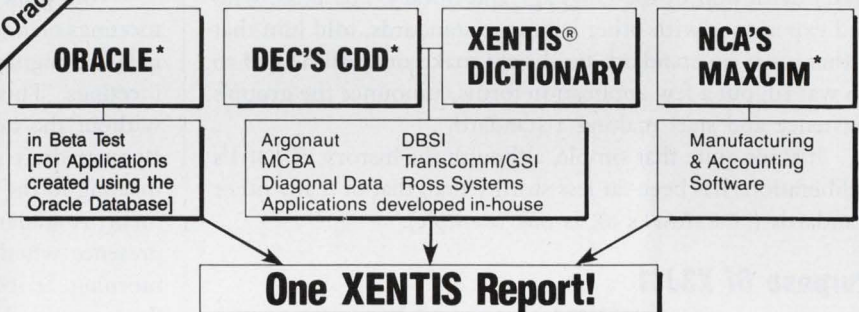 Oracle
ORACLE*
DEC'S CDD*
XENTIS®
DICTIONARY
NCA'S
MAXCIM*
in Beta Test
[For Applications
created using the
Oracle Database]
Argonaut DBSI
MCBA Transcomm/GSI
Diagonal Data Ross Systems
Applications developed in-house
Manufacturing
& Accounting
Software
One XENTIS Report!